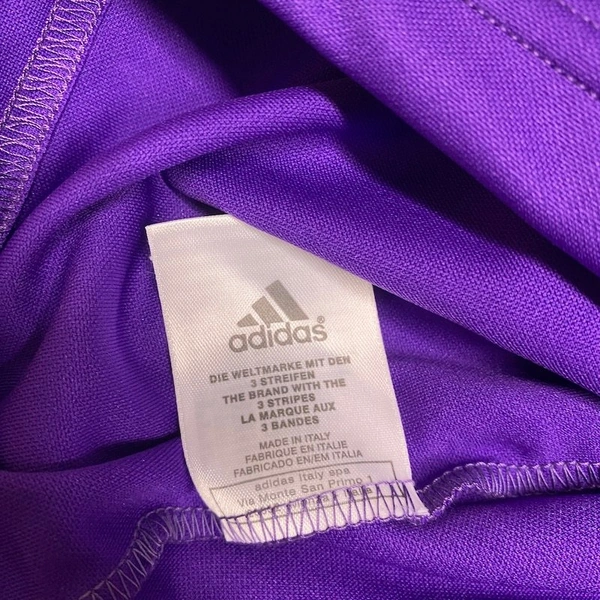 adidas®
DIE WELTMARKE MIT DEN
3 STREIFEN
THE BRAND WITH THE
3 STRIPES
LA MARQUE AUX
3 BANDES
MADE IN ITALY
FABRIQUE EN ITALIE
FABRICADO EN/EM ITALIA
adidas Italy spa
Via Monte San Primo 1